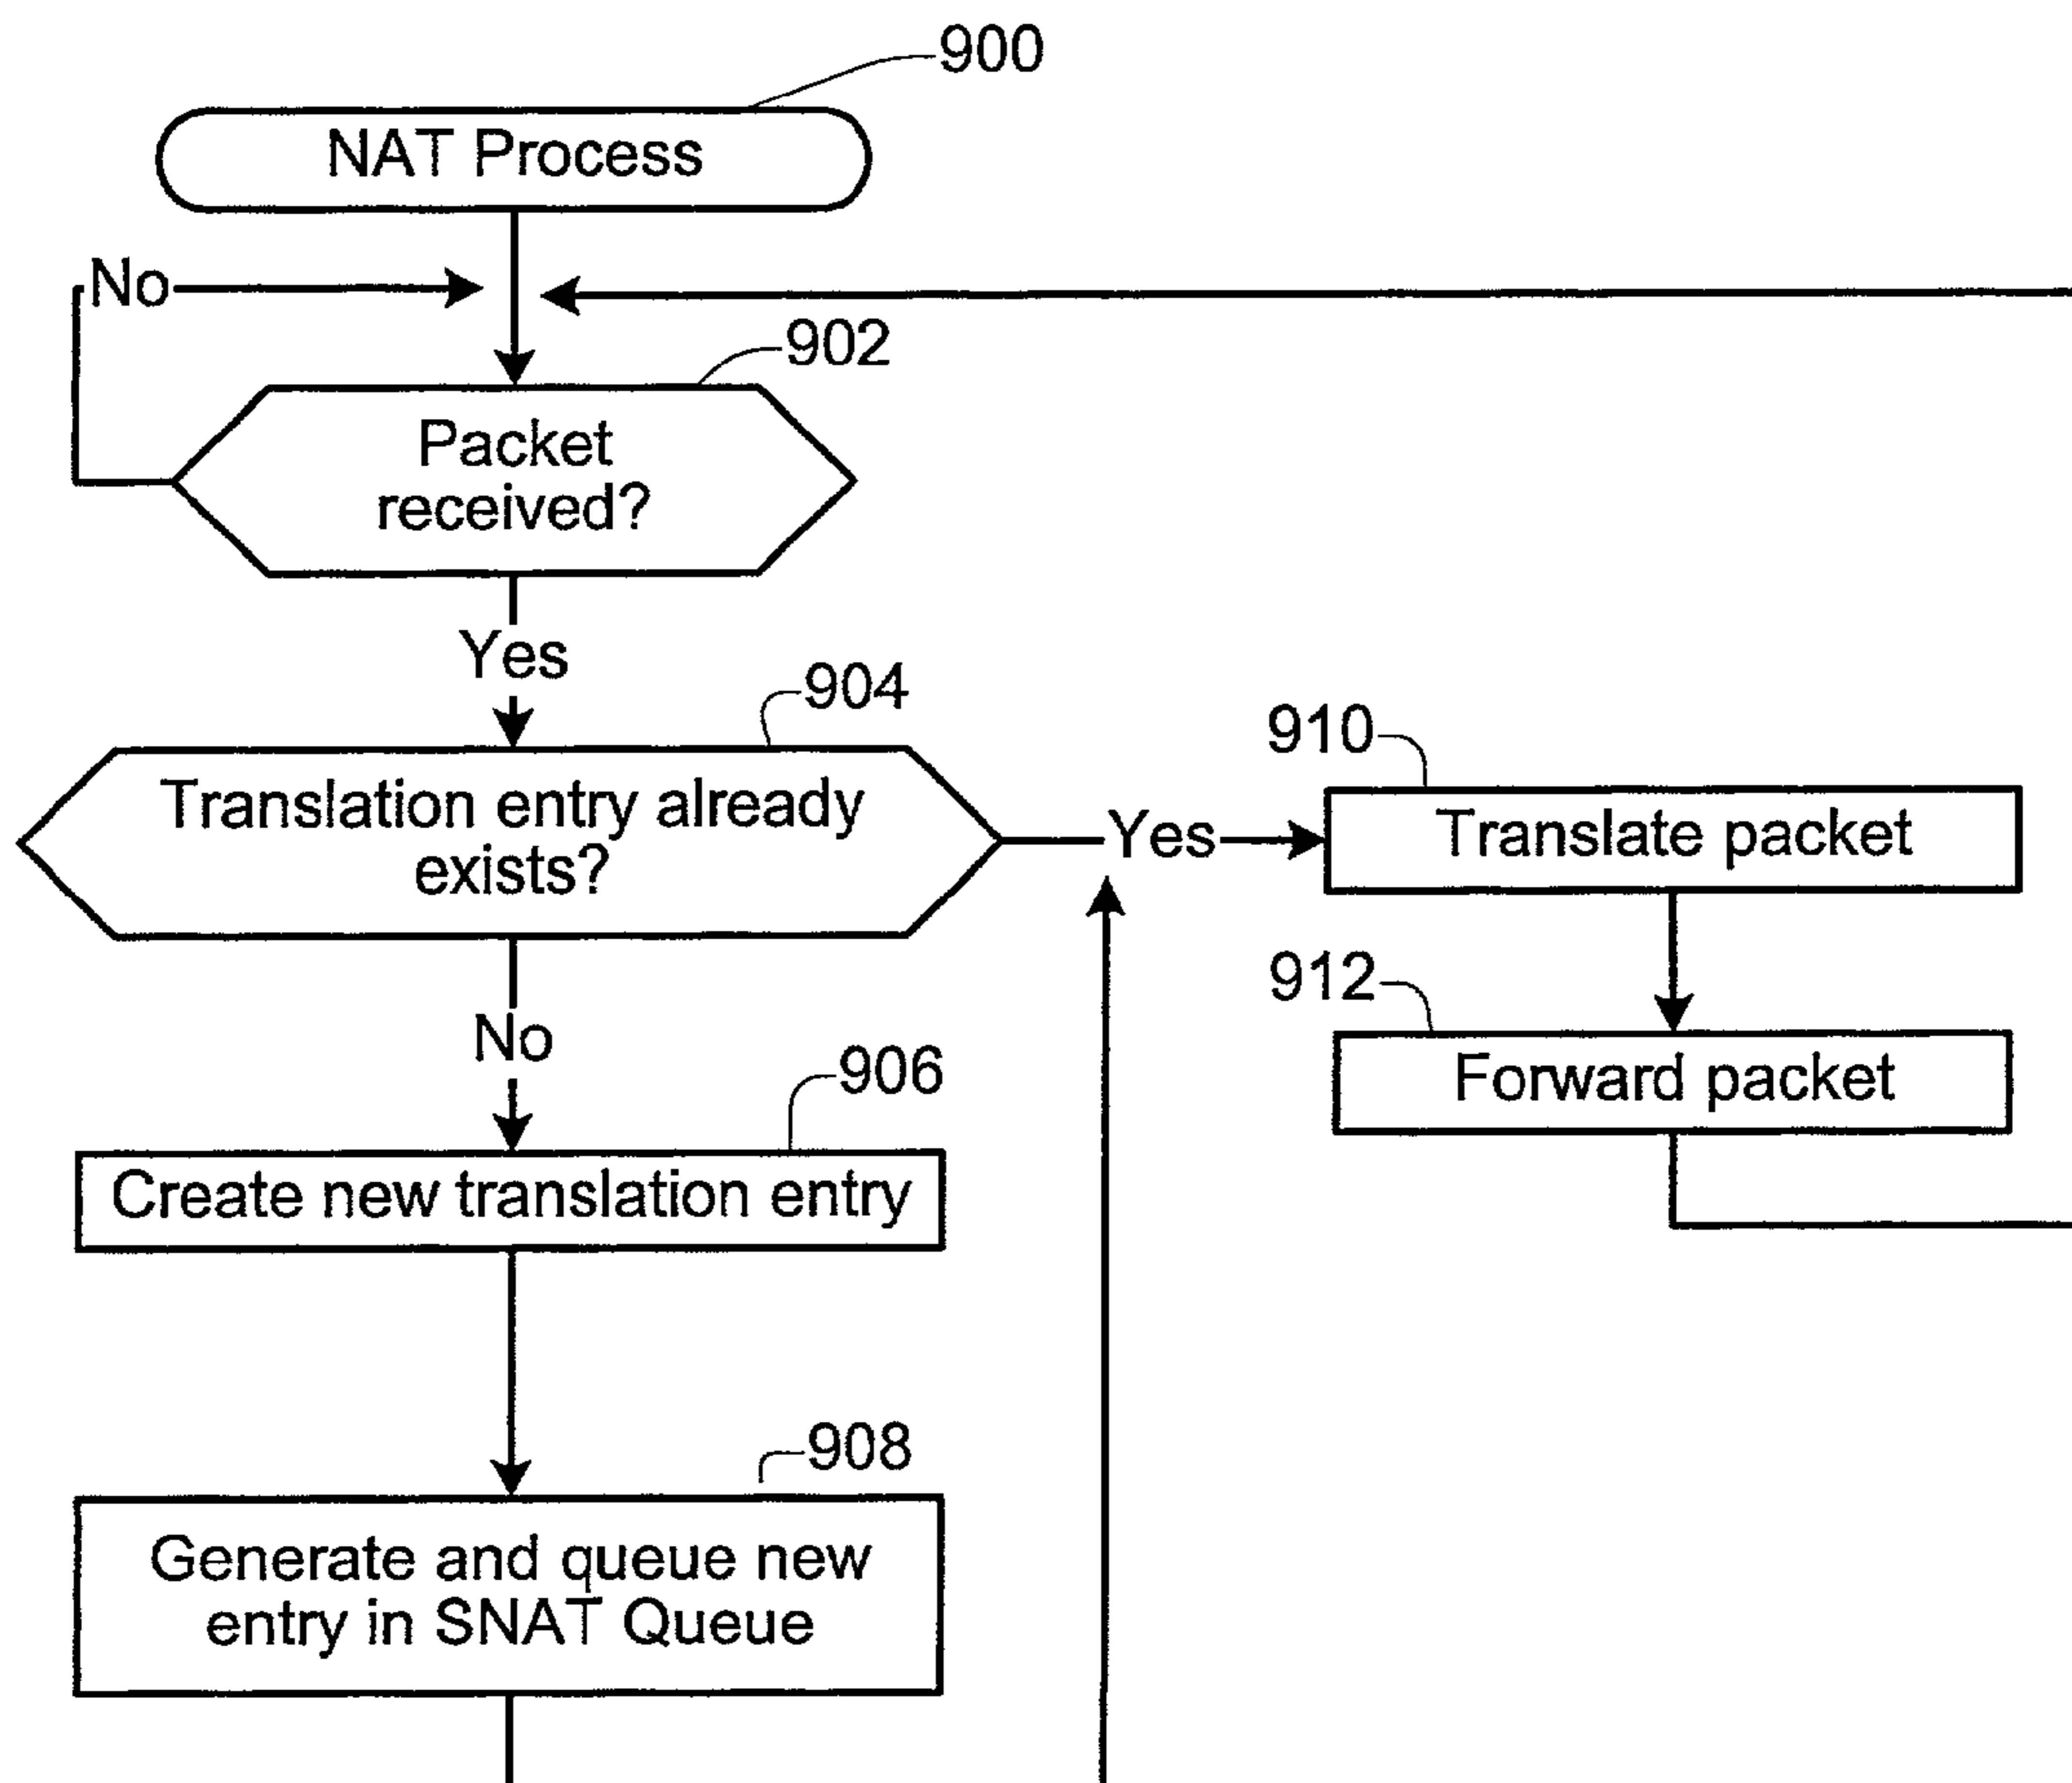 900
NAT Process
No
902
Packet
received?
Yes
904
Translation entry already
exists?
Yes
910
Translate packet
912
Forward packet
No
906
Create new translation entry
908
Generate and queue new
entry in SNAT Queue